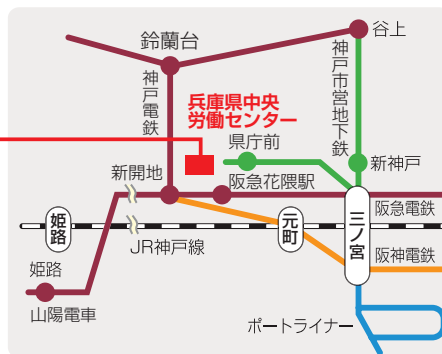 鈴蘭台
谷上
神戸電鉄
神戸市営地下鉄
兵庫県中央
労働センター
県庁前
新神戸
新開地
阪急花隈駅
阪急電鉄
姫路
元町
三ノ宮
JR神戸線
阪神電鉄
姫路
山陽電車
ポートライナー